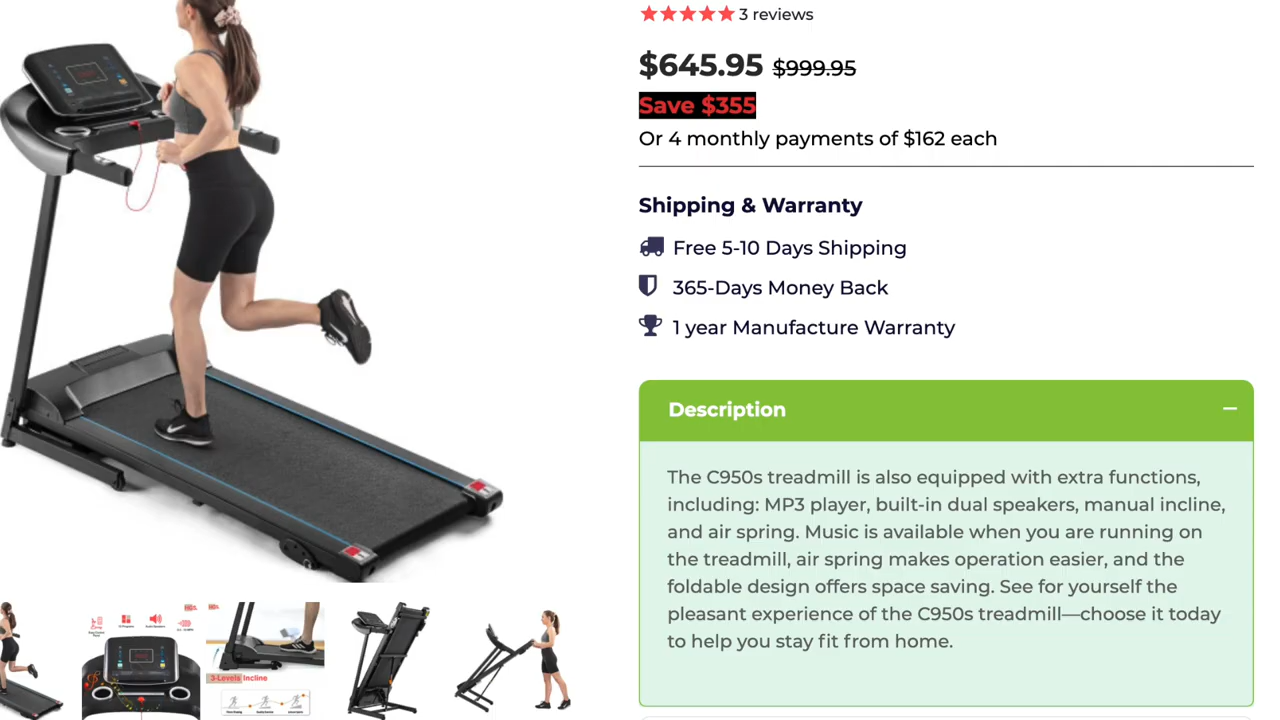 3 reviews
$645.95 $999.95
Save $355
Or 4 monthly payments of $162 each
Shipping & Warranty
Free 5-10 Days Shipping
365-Days Money Back
1 year Manufacture Warranty
Description
The C950s treadmill is also equipped with extra functions,
including: MP3 player, built-in dual speakers, manual incline,
and air spring. Music is available when you are running on
the treadmill, air spring makes operation easier, and the
foldable design offers space saving. See for yourself the
pleasant experience of the C950s treadmill—choose it today
to help you stay fit from home.
3-Levels Incline